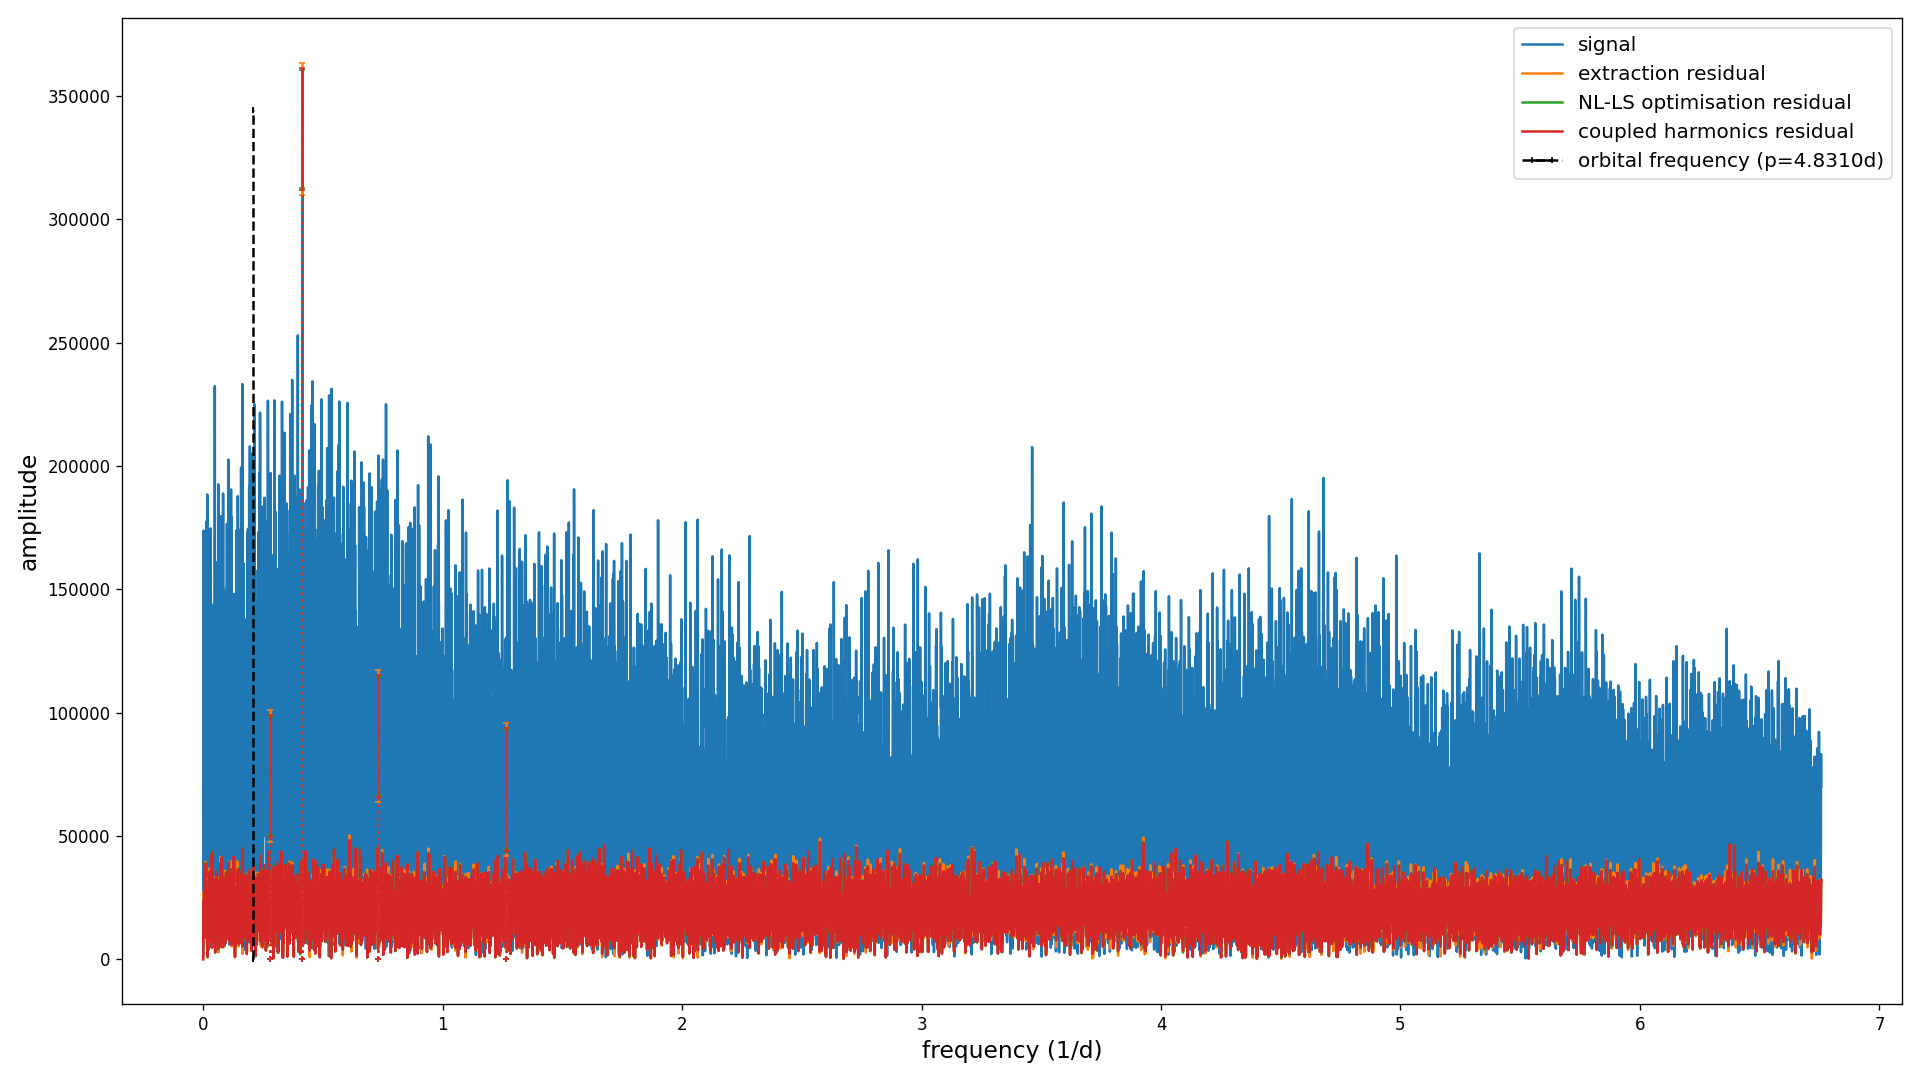 signal
extraction residual
NL-LS optimisation residual
coupled harmonics residual
orbital frequency (p=4.8310d)
350000
300000
250000
200000
150000
100000
50000
0
amplitude
0 1 2 3 4 5 6 7
frequency (1/d)